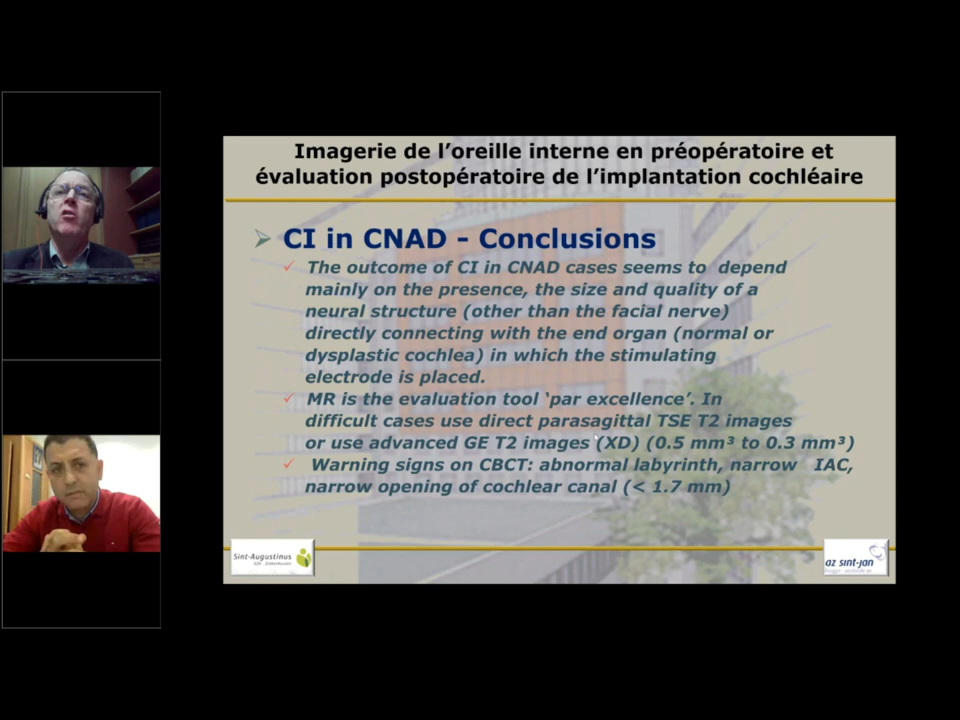 Imagerie de l'oreille interne en préopératoire et
évaluation postopératoire de l'implantation cochléaire
CI in CNAD - Conclusions
The outcome of CI in CNAD cases seems to depend
mainly on the presence, the size and quality of a
neural structure (other than the facial nerve)
directly connecting with the end organ (normal or
dysplastic cochlea) in which the stimulating
electrode is placed.
MR is the evaluation tool ‘par excellence’. In
difficult cases use direct parasagittal TSE T2 images
or use advanced GE T2 images (XD) (0.5 mm³ to 0.3 mm³)
Warning signs on CBCT: abnormal labyrinth, narrow IAC,
narrow opening of cochlear canal (< 1.7 mm)
Sint-Augustinus
az sint-jan